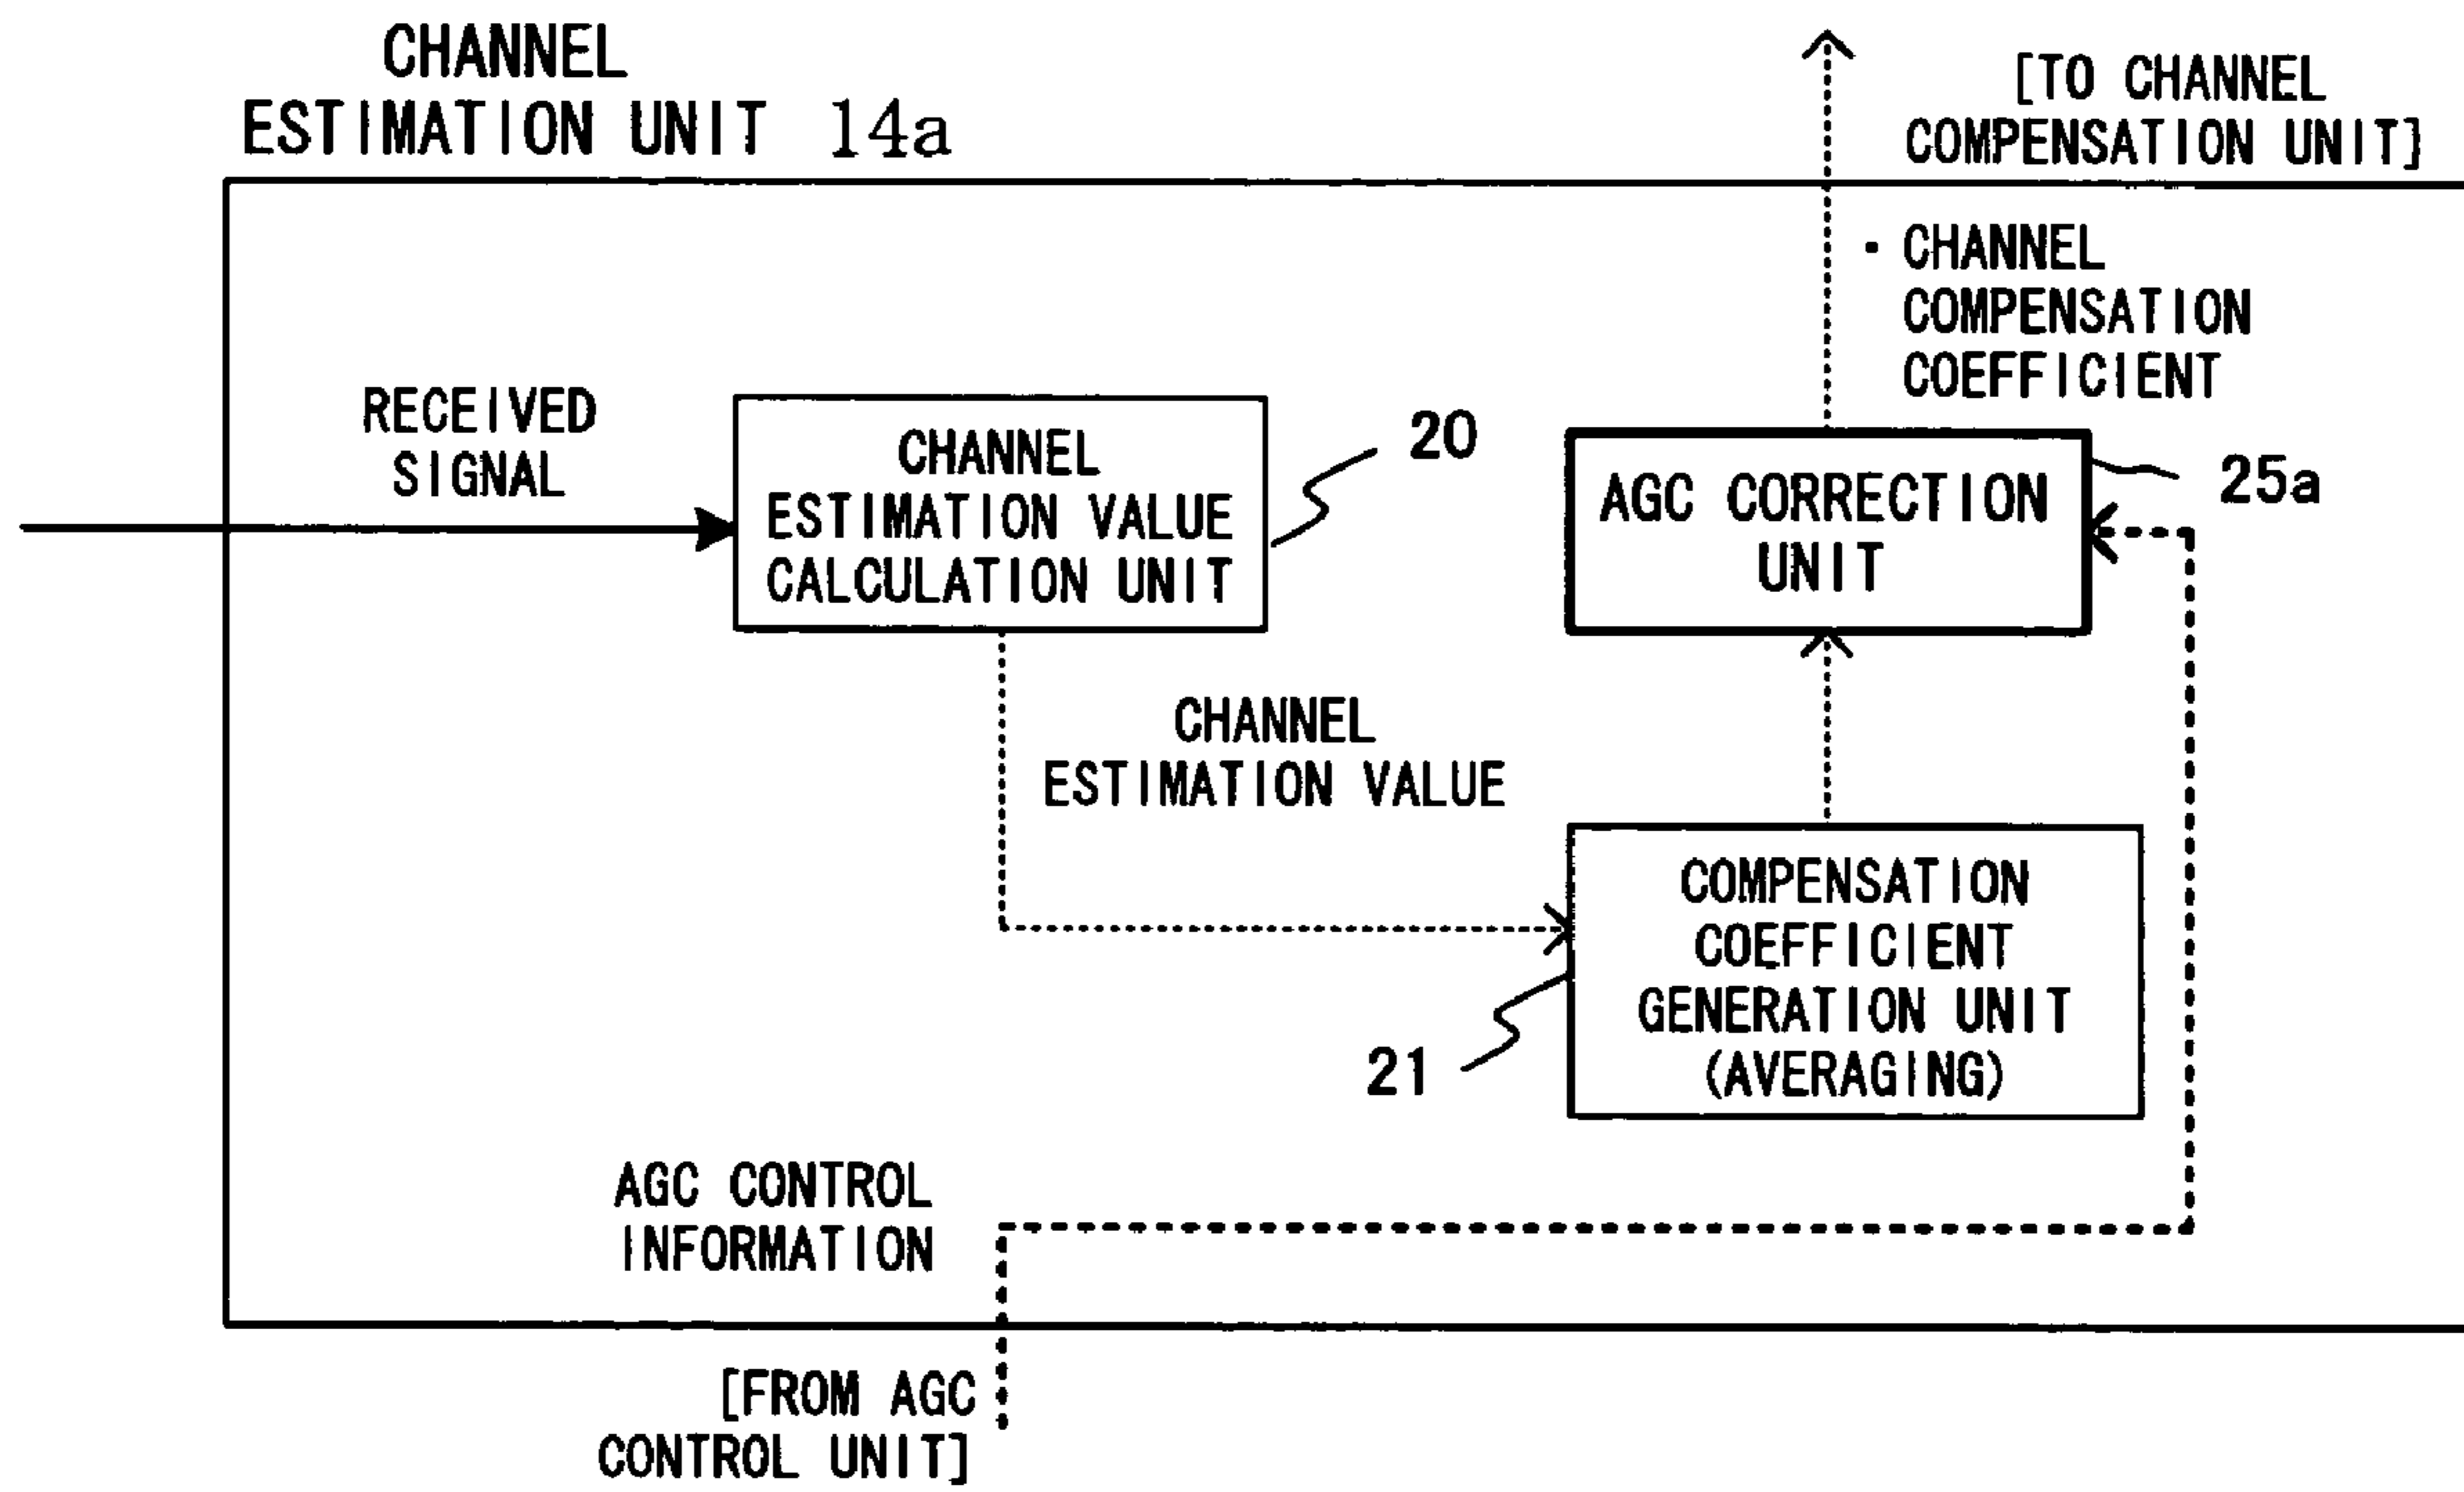 CHANNEL
ESTIMATION UNIT 14a
[TO CHANNEL
COMPENSATION UNIT]
· CHANNEL
COMPENSATION
COEFFICIENT
RECEIVED
SIGNAL
CHANNEL
ESTIMATION VALUE
CALCULATION UNIT
20
AGC CORRECTION
UNIT
25a
CHANNEL
ESTIMATION VALUE
COMPENSATION
COEFFICIENT
GENERATION UNIT
(AVERAGING)
21
AGC CONTROL
INFORMATION
[FROM AGC
CONTROL UNIT]